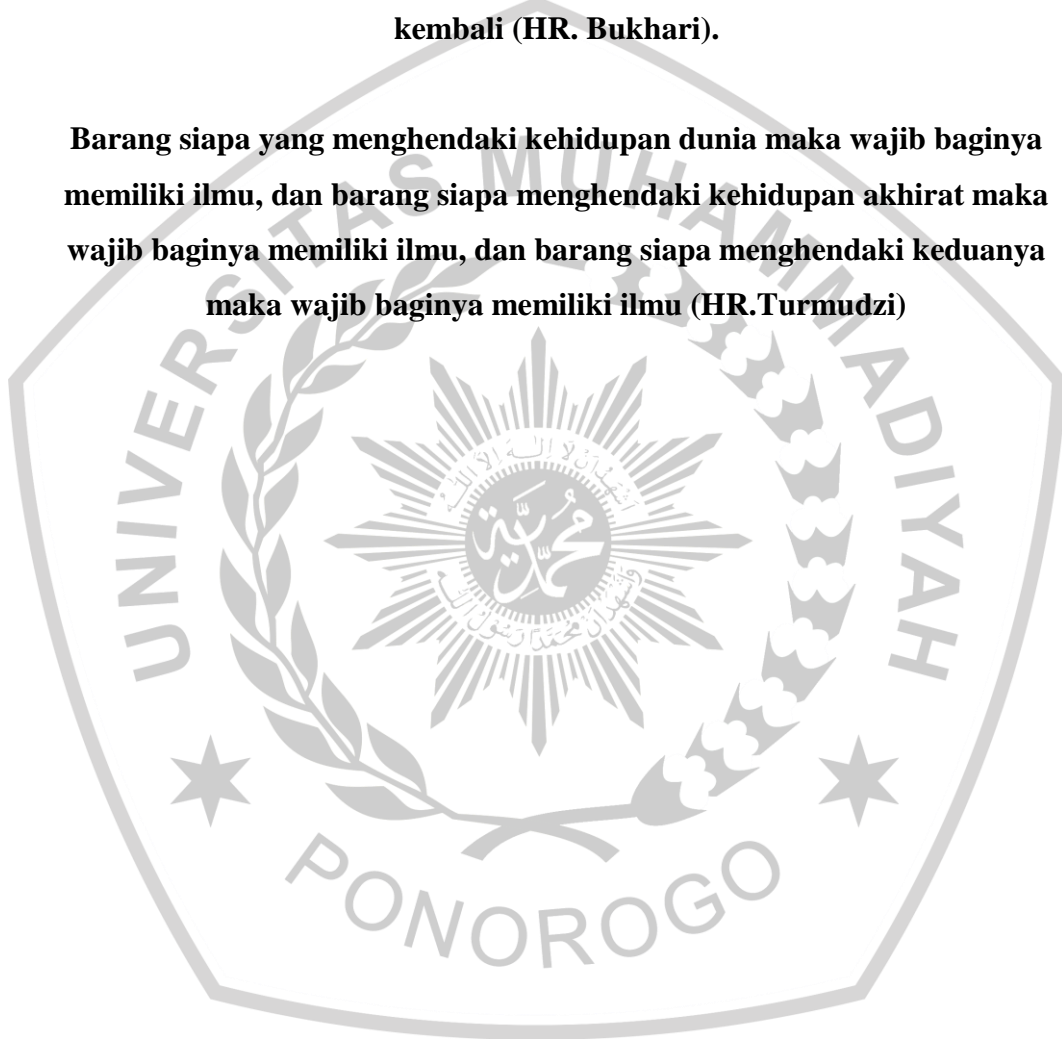 kembali (HR. Bukhari).
Barang siapa yang menghendaki kehidupan dunia maka wajib baginya
memiliki ilmu, dan barang siapa menghendaki kehidupan akhirat maka
wajib baginya memiliki ilmu, dan barang siapa menghendaki keduanya
maka wajib baginya memiliki ilmu (HR.Turmudzi)
UNIVERSITAS MUHAMMADIYAH
PONOROGO